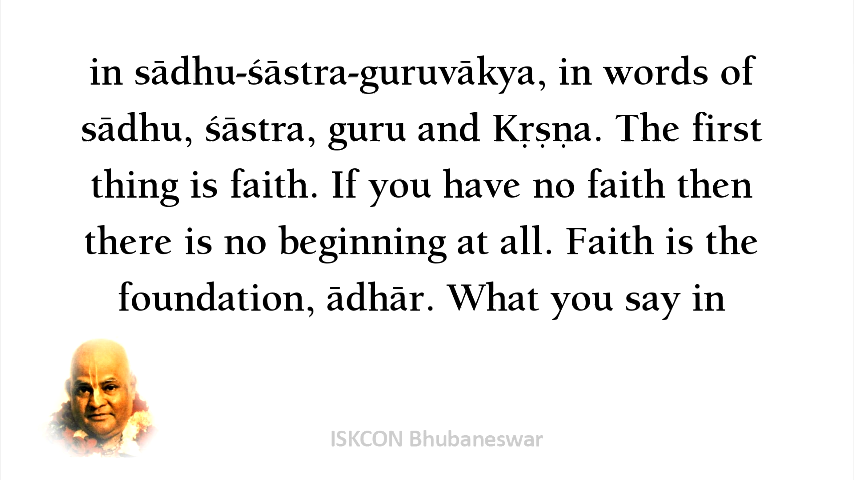 in sādhu-śāstra-guruvākya, in words of
sādhu, śāstra, guru and Kṛṣṇa. The first
thing is faith. If you have no faith then
there is no beginning at all. Faith is the
foundation, ādhār. What you say in
ISKCON Bhubaneswar